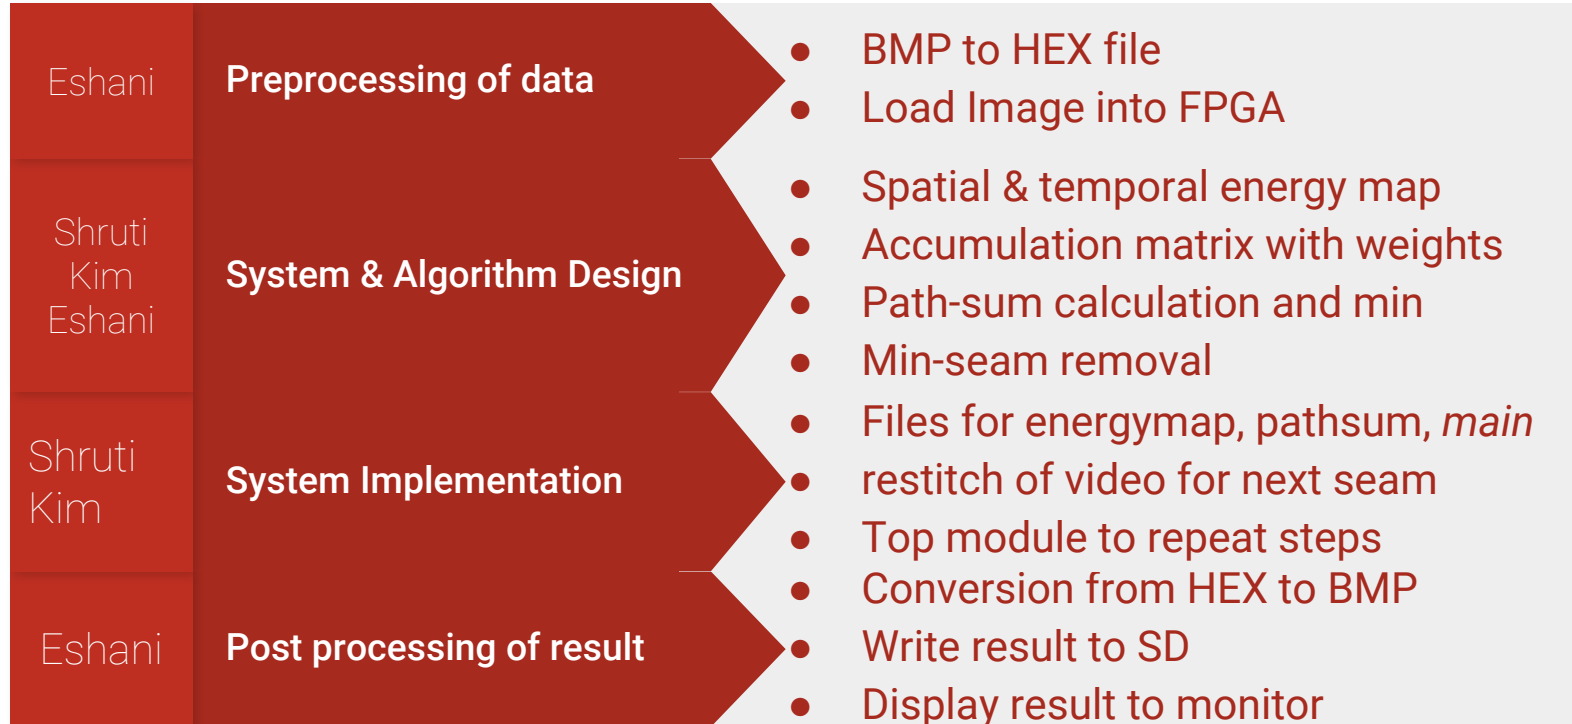 Eshani
Preprocessing of data
● BMP to HEX file
● Load Image into FPGA
Shruti
Kim
Eshani
System & Algorithm Design
● Spatial & temporal energy map
● Accumulation matrix with weights
● Path-sum calculation and min
● Min-seam removal
Shruti
Kim
System Implementation
● Files for energymap, pathsum, main
● restitch of video for next seam
● Top module to repeat steps
Eshani
Post processing of result
● Conversion from HEX to BMP
● Write result to SD
● Display result to monitor